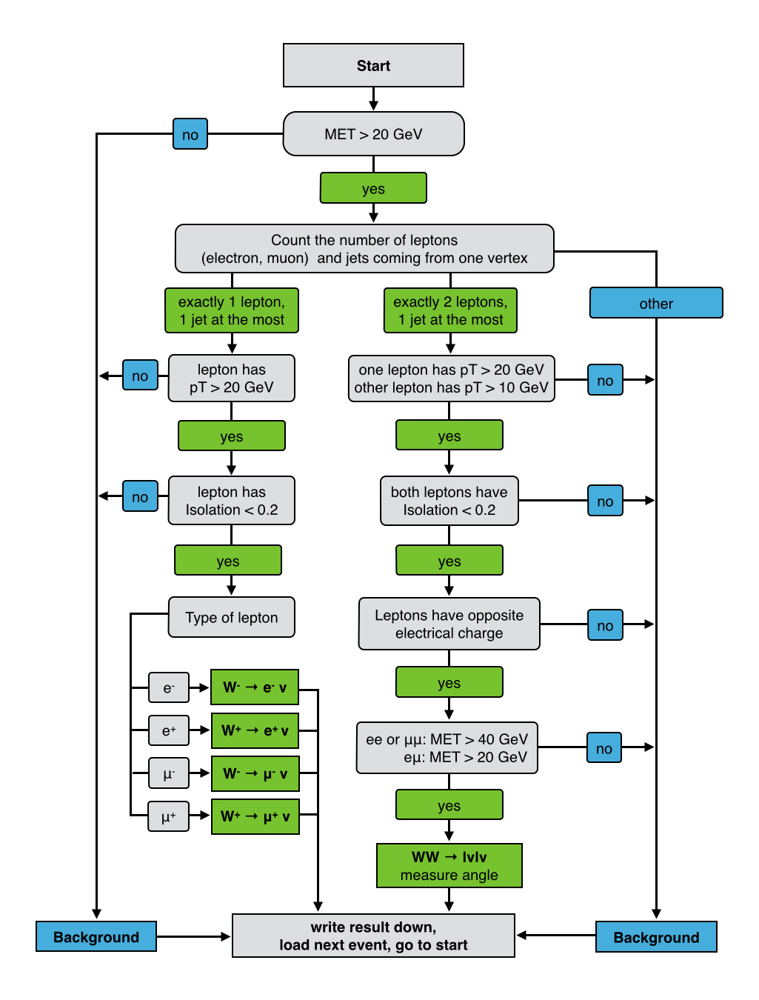 Start
MET > 20 GeV
no
yes
Count the number of leptons
(electron, muon)  and jets coming from one vertex
exactly 1 lepton,
1 jet at the most
exactly 2 leptons,
1 jet at the most
other
lepton has
pT > 20 GeV
no
one lepton has pT > 20 GeV
other lepton has pT > 10 GeV
no
yes
yes
lepton has
Isolation < 0.2
no
both leptons have
Isolation < 0.2
no
yes
yes
Type of lepton
Leptons have opposite
electrical charge
no
yes
e⁻
W⁻ → e⁻ v
e⁺
W⁺ → e⁺ v
μ⁻
W⁻ → μ⁻ v
μ⁺
W⁺ → μ⁺ v
ee or μμ: MET > 40 GeV
eμ: MET > 20 GeV
no
yes
WW → lvlv
measure angle
Background
write result down,
load next event, go to start
Background